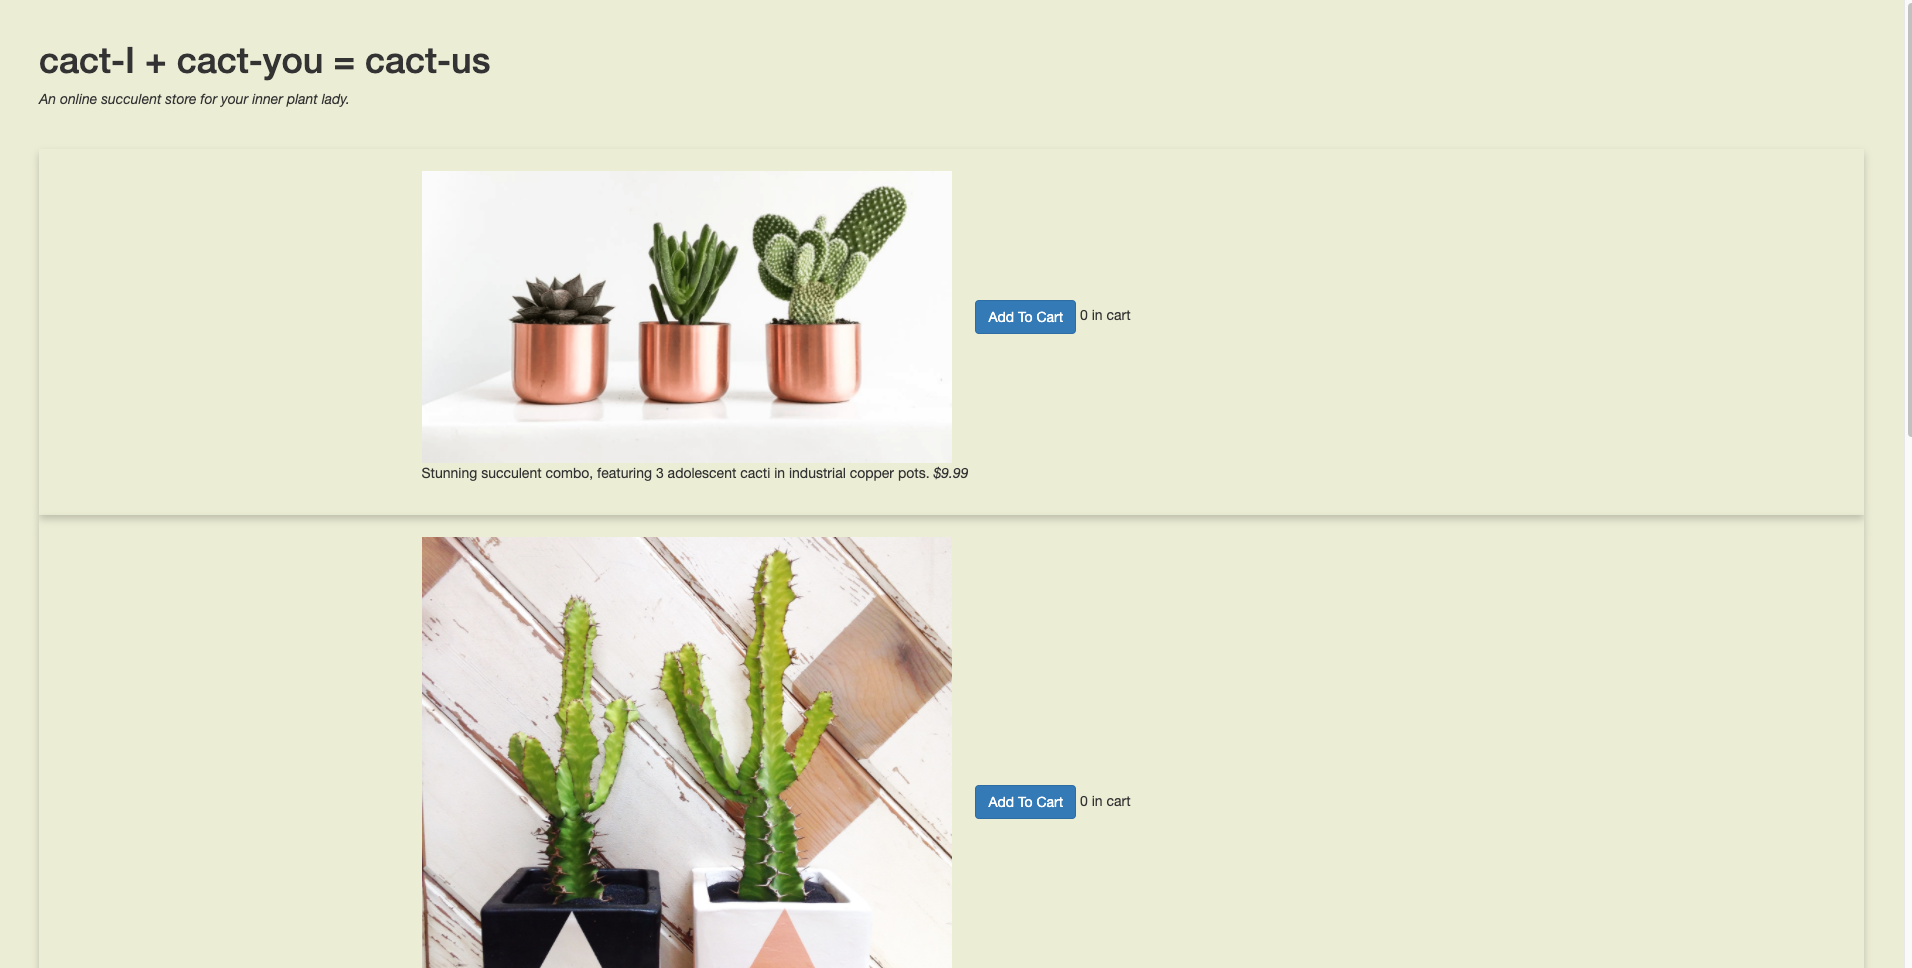 cact-I + cact-you = cact-us
An online succulent store for your inner plant lady.
Add To Cart 0 in cart
Stunning succulent combo, featuring 3 adolescent cacti in industrial copper pots. $9.99
Add To Cart 0 in cart